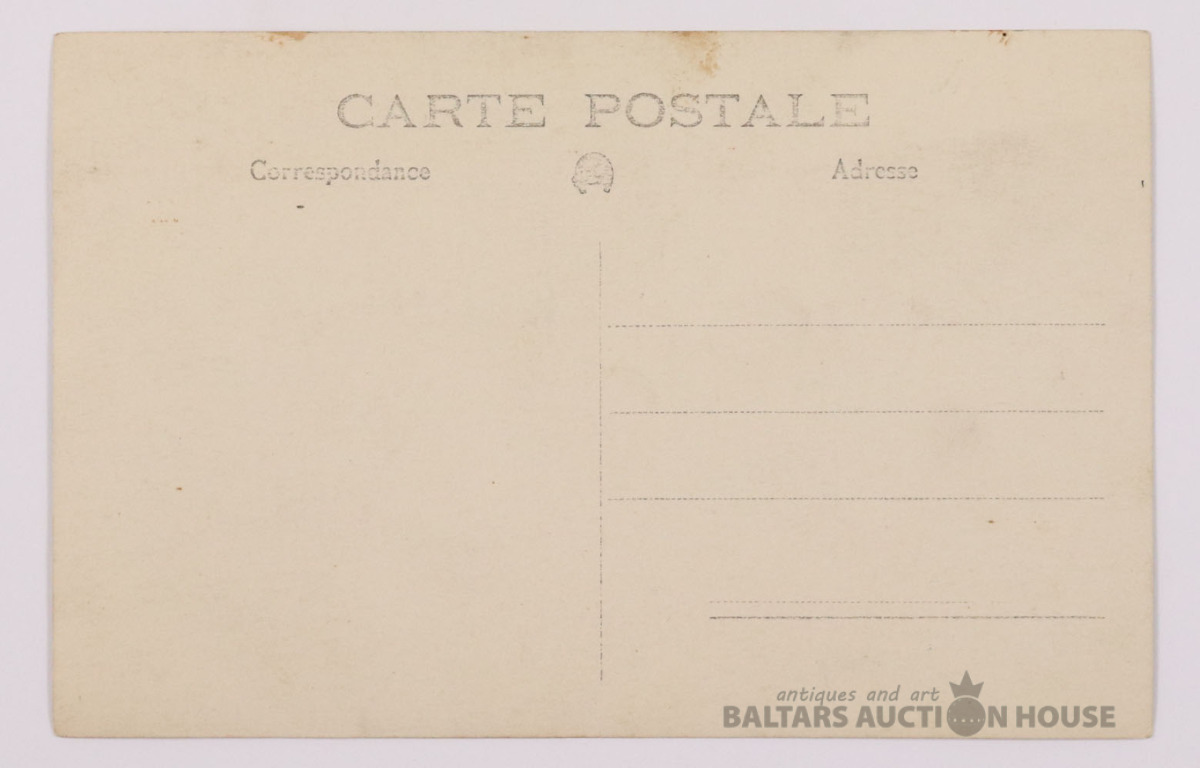 CARTE POSTALE
Correspondance
Adresse
antiques and art
BALTARS AUCTION HOUSE